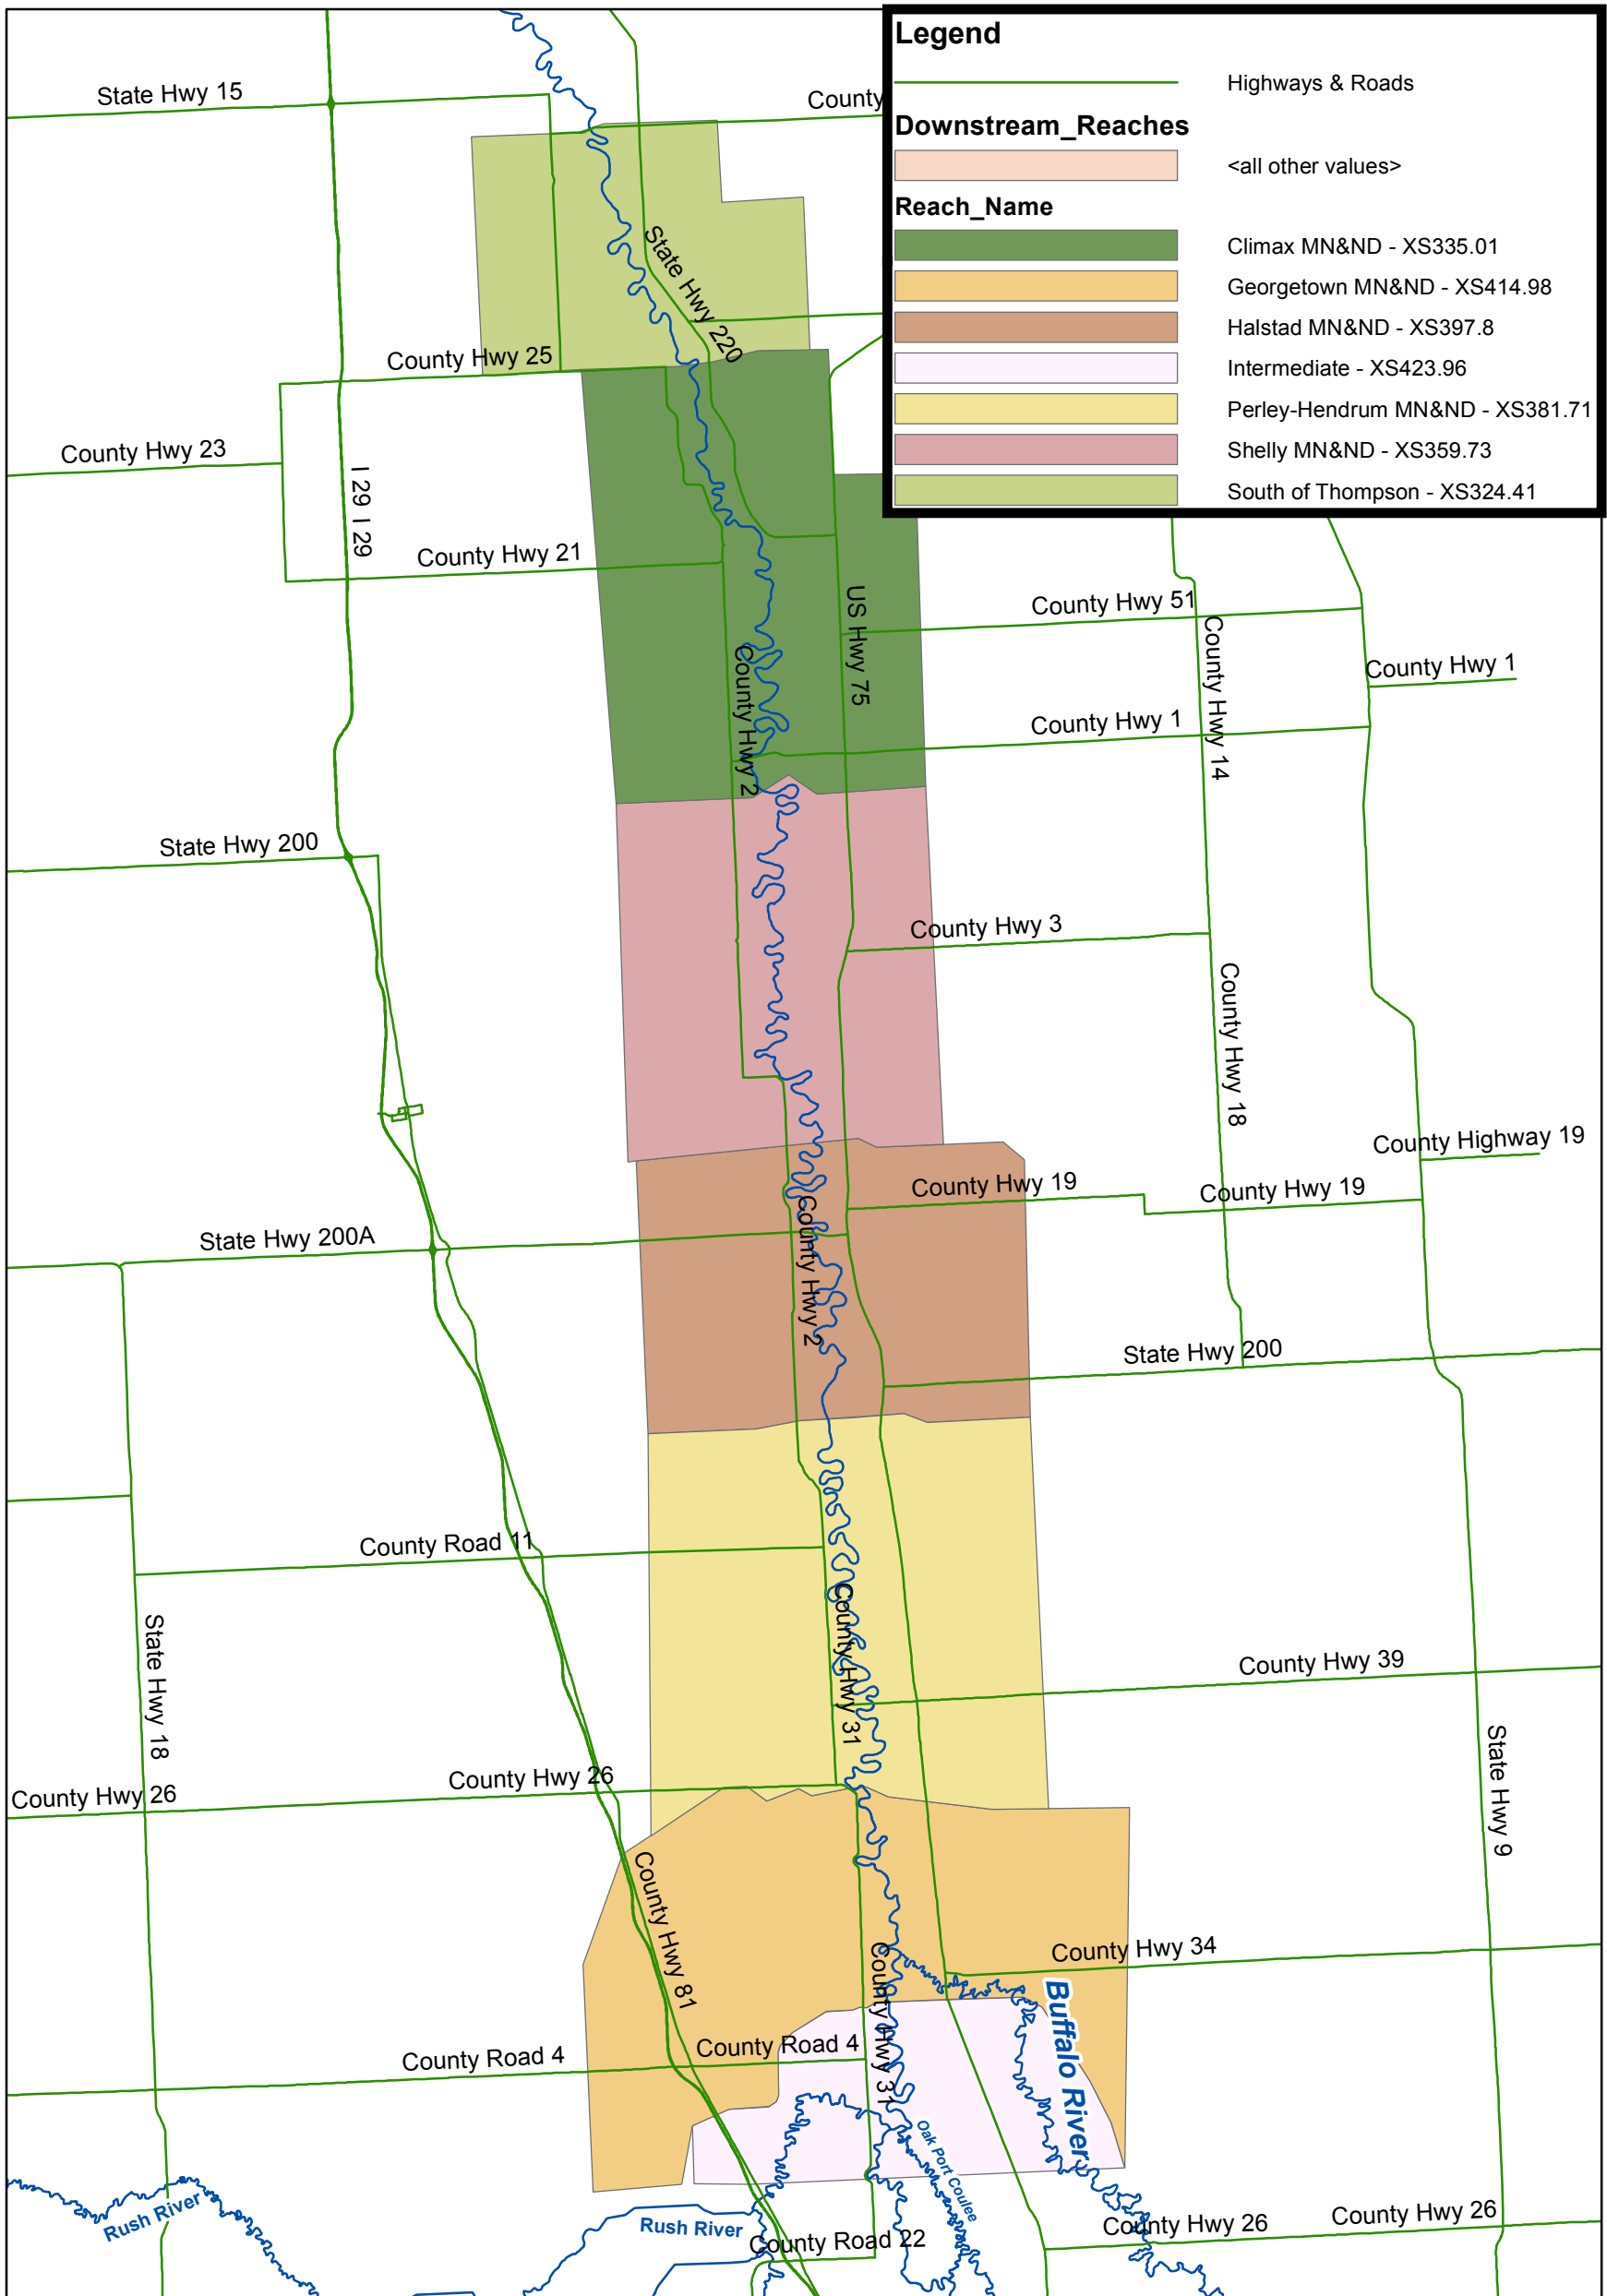 Legend
Highways & Roads
Downstream_Reaches
<all other values>
Reach_Name
Climax MN&ND - XS335.01
Georgetown MN&ND - XS414.98
Halstad MN&ND - XS397.8
Intermediate - XS423.96
Perley-Hendrum MN&ND - XS381.71
Shelly MN&ND - XS359.73
South of Thompson - XS324.41
State Hwy 15
County
State Hwy 220
County Hwy 25
County Hwy 23
I 29 I 29
County Hwy 21
US Hwy 75
County Hwy 51
County Hwy 14
County Hwy 1
County Hwy 1
County Hwy 2
State Hwy 200
County Hwy 3
County Hwy 18
County Highway 19
County Hwy 19
County Hwy 19
State Hwy 200A
County Hwy 2
State Hwy 200
County Road 11
County Hwy 31
State Hwy 18
County Hwy 39
State Hwy 9
County Hwy 26
County Hwy 26
County Hwy 81
County Hwy 34
County Hwy 31
Buffalo River
County Road 4
County Road 4
Oak Port Coulee
Rush River
Rush River
County Road 22
County Hwy 26
County Hwy 26